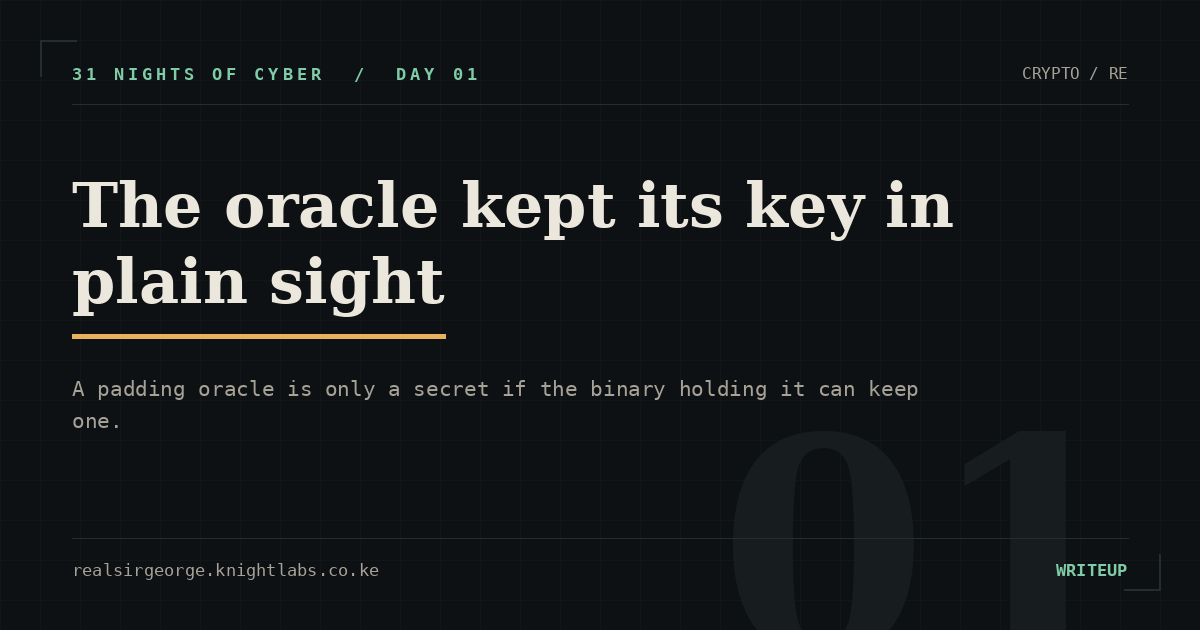 31 NIGHTS OF CYBER / DAY 01
CRYPTO / RE
The oracle kept its key in
plain sight
A padding oracle is only a secret if the binary holding it can keep
one.
01
realsirgeorge.knightlabs.co.ke
WRITEUP